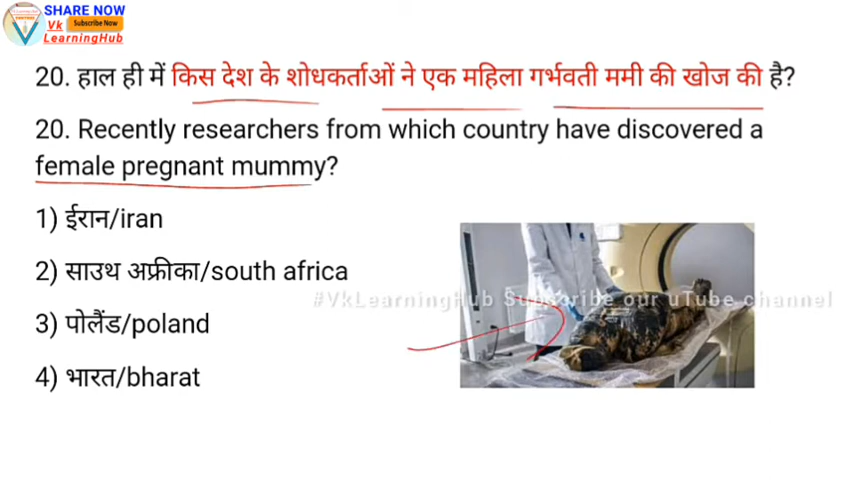 SHARE NOW
Vk Subscribe Now
LearningHub
20. हाल ही में किस देश के शोधकर्ताओं ने एक महिला गर्भवती ममी की खोज की है?
20. Recently researchers from which country have discovered a
female pregnant mummy?
1) ईरान/iran
2) साउथ अफ्रीका/south africa
#VkLearningHub Subscribe our uTube channel
3) पोलैंड/poland
4) भारत/bharat